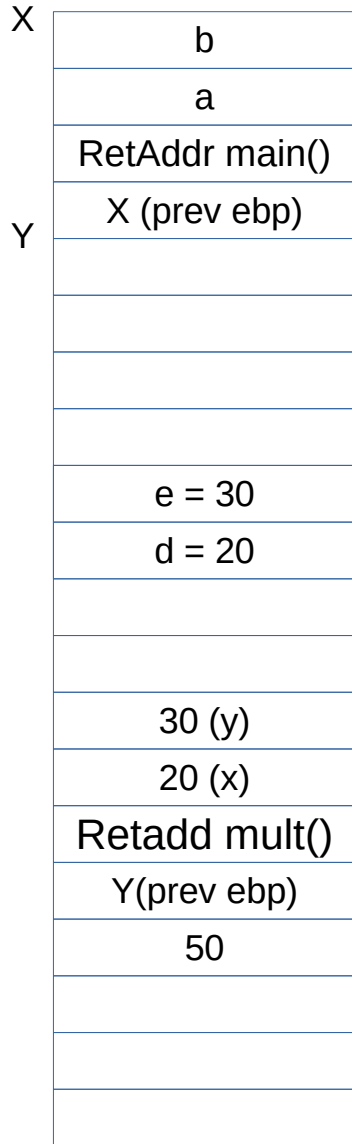 X
b
a
RetAddr main()
X (prev ebp)
Y
e = 30
d = 20
30 (y)
20 (x)
Retadd mult()
Y(prev ebp)
50